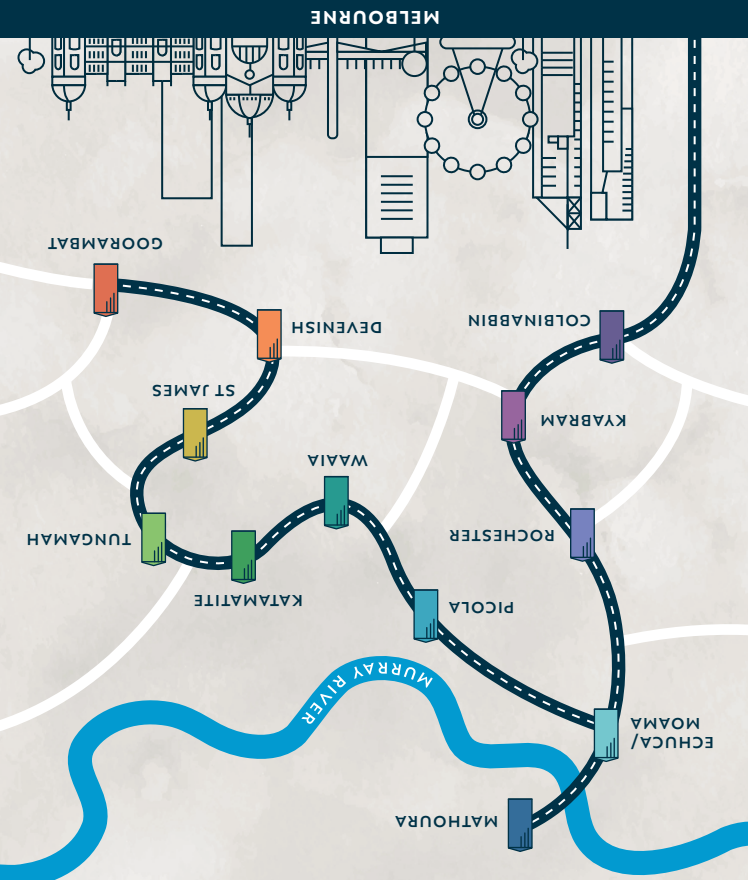 MATHOURA
ECHUCA/
MOAMA
MURRAY RIVER
PICOLA
KATAMATITE
ROCHESTER
TUNGAMAH
WAAIA
KYABRAM
ST JAMES
DEVENISH
COLBINABBIN
GOORAMBAT
MELBOURNE